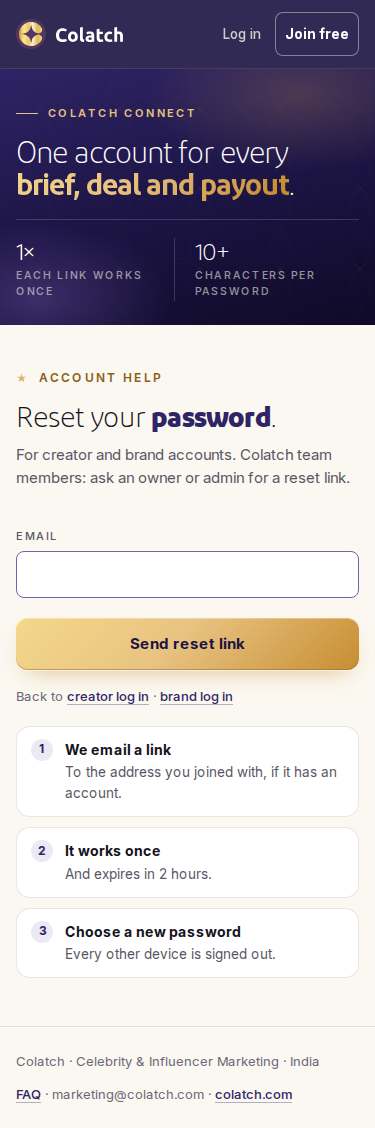 Colatch
Log in
Join free
COLATCH CONNECT
One account for every
brief, deal and payout.
1×
EACH LINK WORKS
ONCE
10+
CHARACTERS PER
PASSWORD
★ ACCOUNT HELP
Reset your password.
For creator and brand accounts. Colatch team
members: ask an owner or admin for a reset link.
EMAIL
Send reset link
Back to creator log in · brand log in
1 We email a link
To the address you joined with, if it has an
account.
2 It works once
And expires in 2 hours.
3 Choose a new password
Every other device is signed out.
Colatch · Celebrity & Influencer Marketing · India
FAQ · marketing@colatch.com · colatch.com